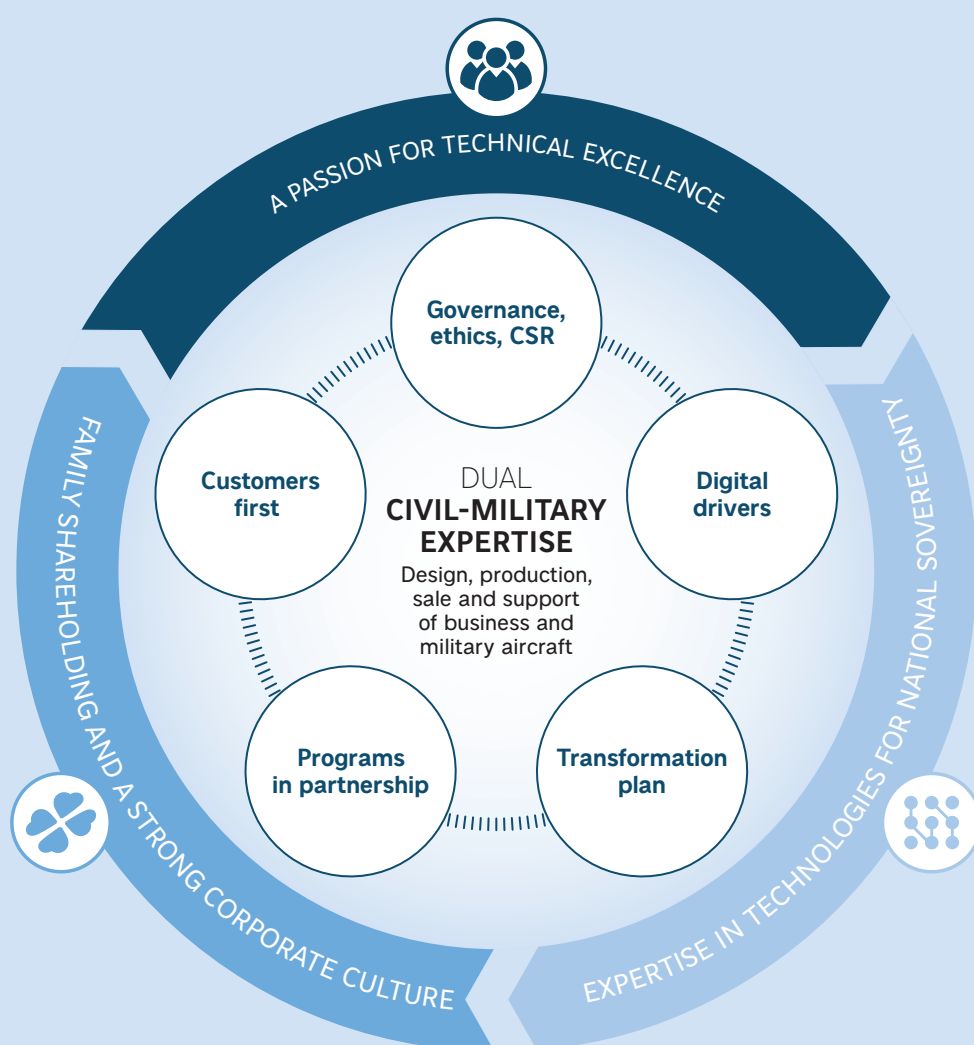 A PASSION FOR TECHNICAL EXCELLENCE
Governance,
ethics, CSR
Customers
first
Digital
drivers
DUAL
CIVIL-MILITARY
EXPERTISE
Design, production,
sale and support
of business and
military aircraft
Programs
in partnership
Transformation
plan
FAMILY SHAREHOLDING AND A STRONG CORPORATE CULTURE
EXPERTISE IN TECHNOLOGIES FOR NATIONAL SOVEREIGNTY